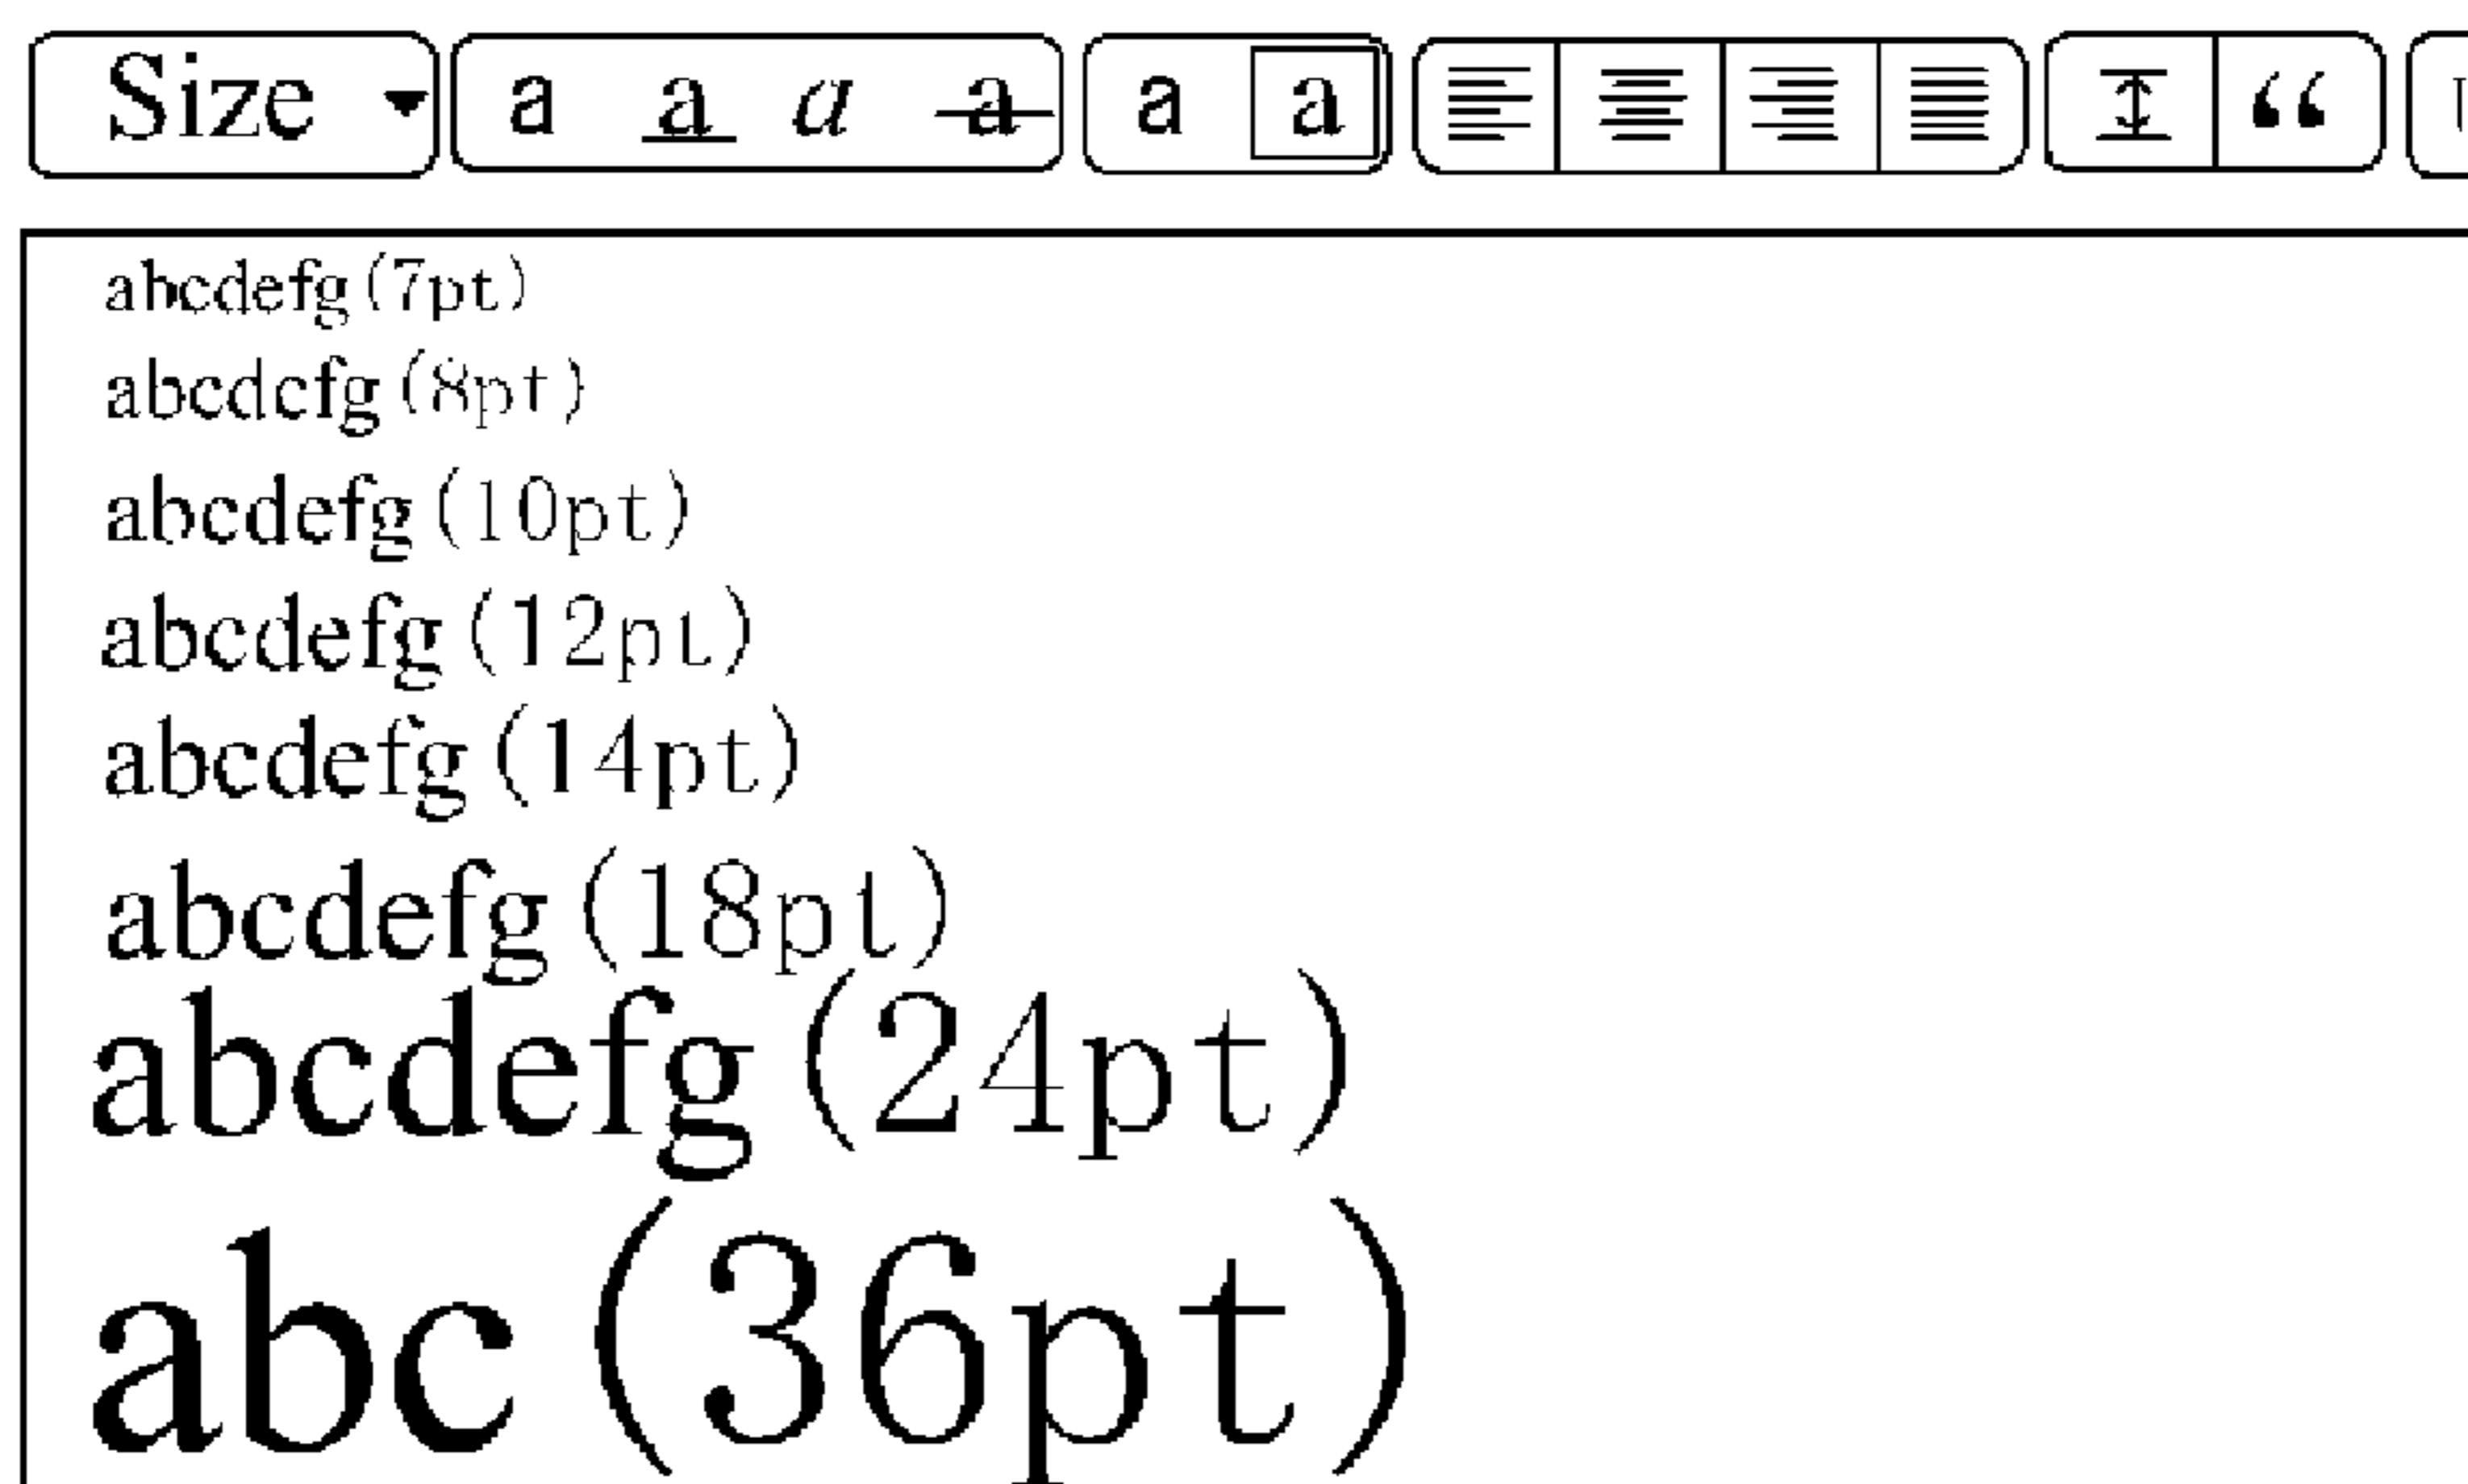 Size a a a a a a “
abcdefg(7pt)
abcdefg(8pt)
abcdefg(10pt)
abcdefg(12pt)
abcdefg(14pt)
abcdefg(18pt)
abcdefg(24pt)
abc(36pt)